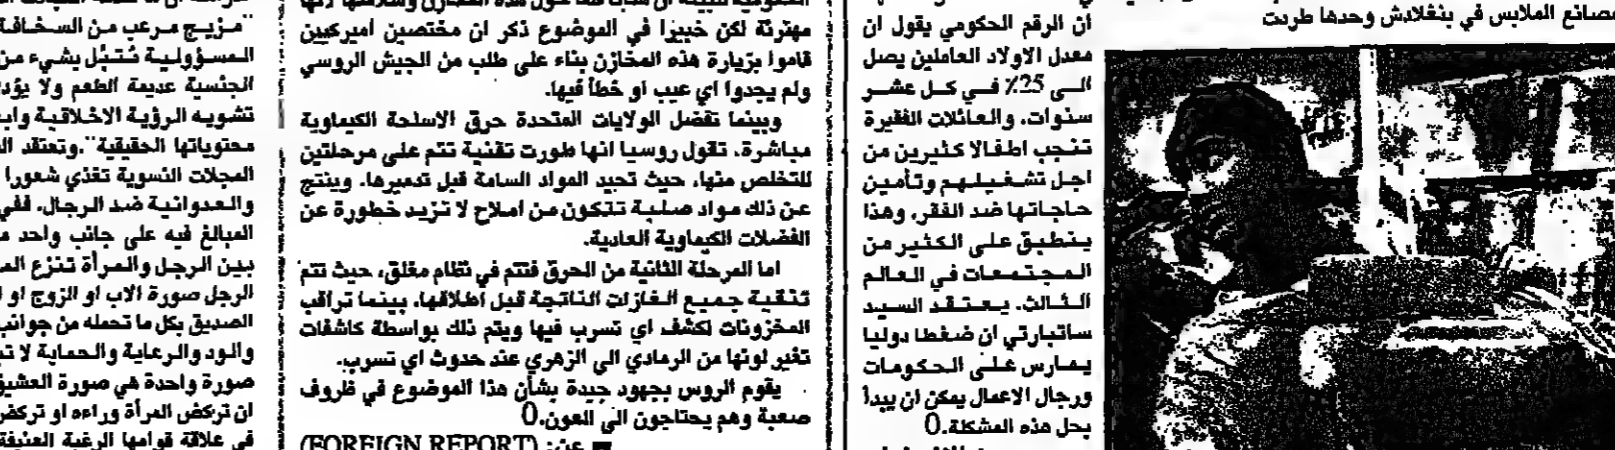 مصانع الملابس في بنغلادش وحدها طردت
أن الرقم الحكومي يقول ان
معدل الاولاد العاملين يصل
الى 25٪ في كل عشر
سنوات. والعائلات الفقيرة
تنجب اطفالا كثيرين من
اجل تشغيلهم وتأمين
حاجاتها ضد الفقر، وهذا
ينطبق على الكثير من
المجتمعات في العالم
الثالث. يعتقد السيد
ساتيارتي ان ضغطا دوليا
يمارس على الحكومات
ورجال الاعمال يمكن ان يبدأ
بحل هذه المشكلة.0
مهترئة لكن خبيرا في الموضوع ذكر ان مختصين اميركيين
قاموا بزيارة هذه المخازن بناء على طلب من الجيش الروسي
ولم يجدوا اي عيب او خطأ فيها.
وبينما تفضل الولايات المتحدة حرق الاسلحة الكيماوية
مباشرة، تقول روسيا انها طورت تقنية تتم على مرحلتين
للتخلص منها، حيث تحيد المواد السامة قبل تدميرها. وينتج
عن ذلك مواد صلبة تتكون من املاح لا تزيد خطورة عن
الفضلات الكيماوية العادية.
اما المرحلة الثانية من الحرق فتتم في نظام مغلق، حيث تتم
تنقية جميع الغازات الناتجة قبل اطلاقها، بينما تراقب
المخزونات لكشف اي تسرب فيها ويتم ذلك بواسطة كاشفات
تغير لونها من الرمادي الى الزهري عند حدوث اي تسرب.
يقوم الروس بجهود جيدة بشأن هذا الموضوع في ظروف
صعبة وهم يحتاجون الى العون.0
عن: (FOREIGN REPORT)
"مزيج مرعب من السخافة
المسؤولية تُتبّل بشيء من
الجنسية عديمة الطعم ولا يؤد
تشويه الرؤية الاخلاقية واب
محتوياتها الحقيقية". وتعتقد ال
المجلات النسوية تغذي شعورا
والعدوانية ضد الرجال. ففي
المبالغ فيه على جانب واحد م
بين الرجل والمرأة تنزع الم
الرجل صورة الاب او الزوج او ا
الصديق بكل ما تحمله من جوانب
والود والرعاية والحماية لا ت
صورة واحدة هي صورة العشيق
ان تركض المرأة وراءه او تركض
في علاقة قوامها الرغبة العنيفة